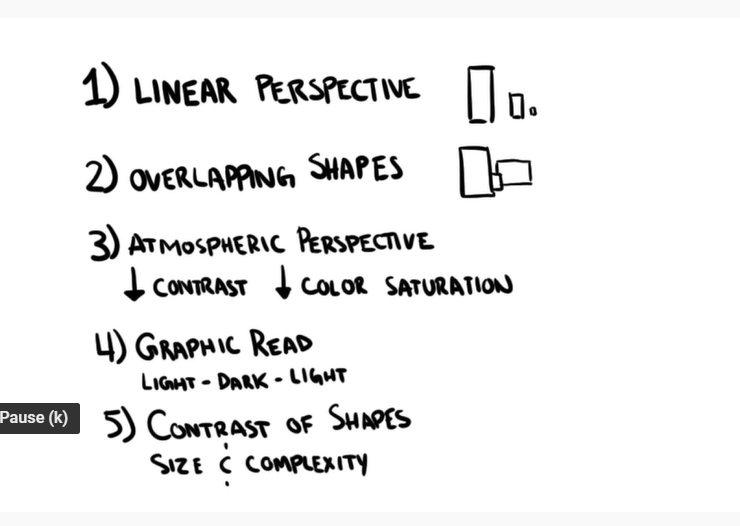 1) LINEAR PERSPECTIVE
2) OVERLAPPING SHAPES
3) ATMOSPHERIC PERSPECTIVE
↓ CONTRAST ↓ COLOR SATURATION
4) GRAPHIC READ
LIGHT - DARK - LIGHT
Pause (k)
5) CONTRAST OF SHAPES
SIZE & COMPLEXITY